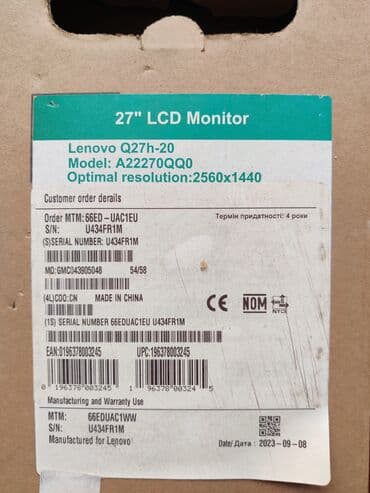 27" LCD Monitor
Lenovo Q27h-20
Model: A22270QQ0
Optimal resolution:2560x1440
Customer order derails
Order MTM: 66ED-UAC1EU
Термін придатності: 4 роки
S/N: U434FR1M
(S)SERIAL NUMBER: U434FR1M
MO:GMC043905048 54/58
(4L)COO:CN MADE IN CHINA
CE NOM NYCE
(1S) SERIAL NUMBER 66EDUAC1EU U434FR1M
EAN:0196378003245 UPC:196378003245
0 196378 003245 1 96378 00324 5
Manufacturing and Warranty Use
MTM: 66EDUAC1WW
S/N: U434FR1M
Manufactured for Lenovo
Date/Дата : 2023-09-08